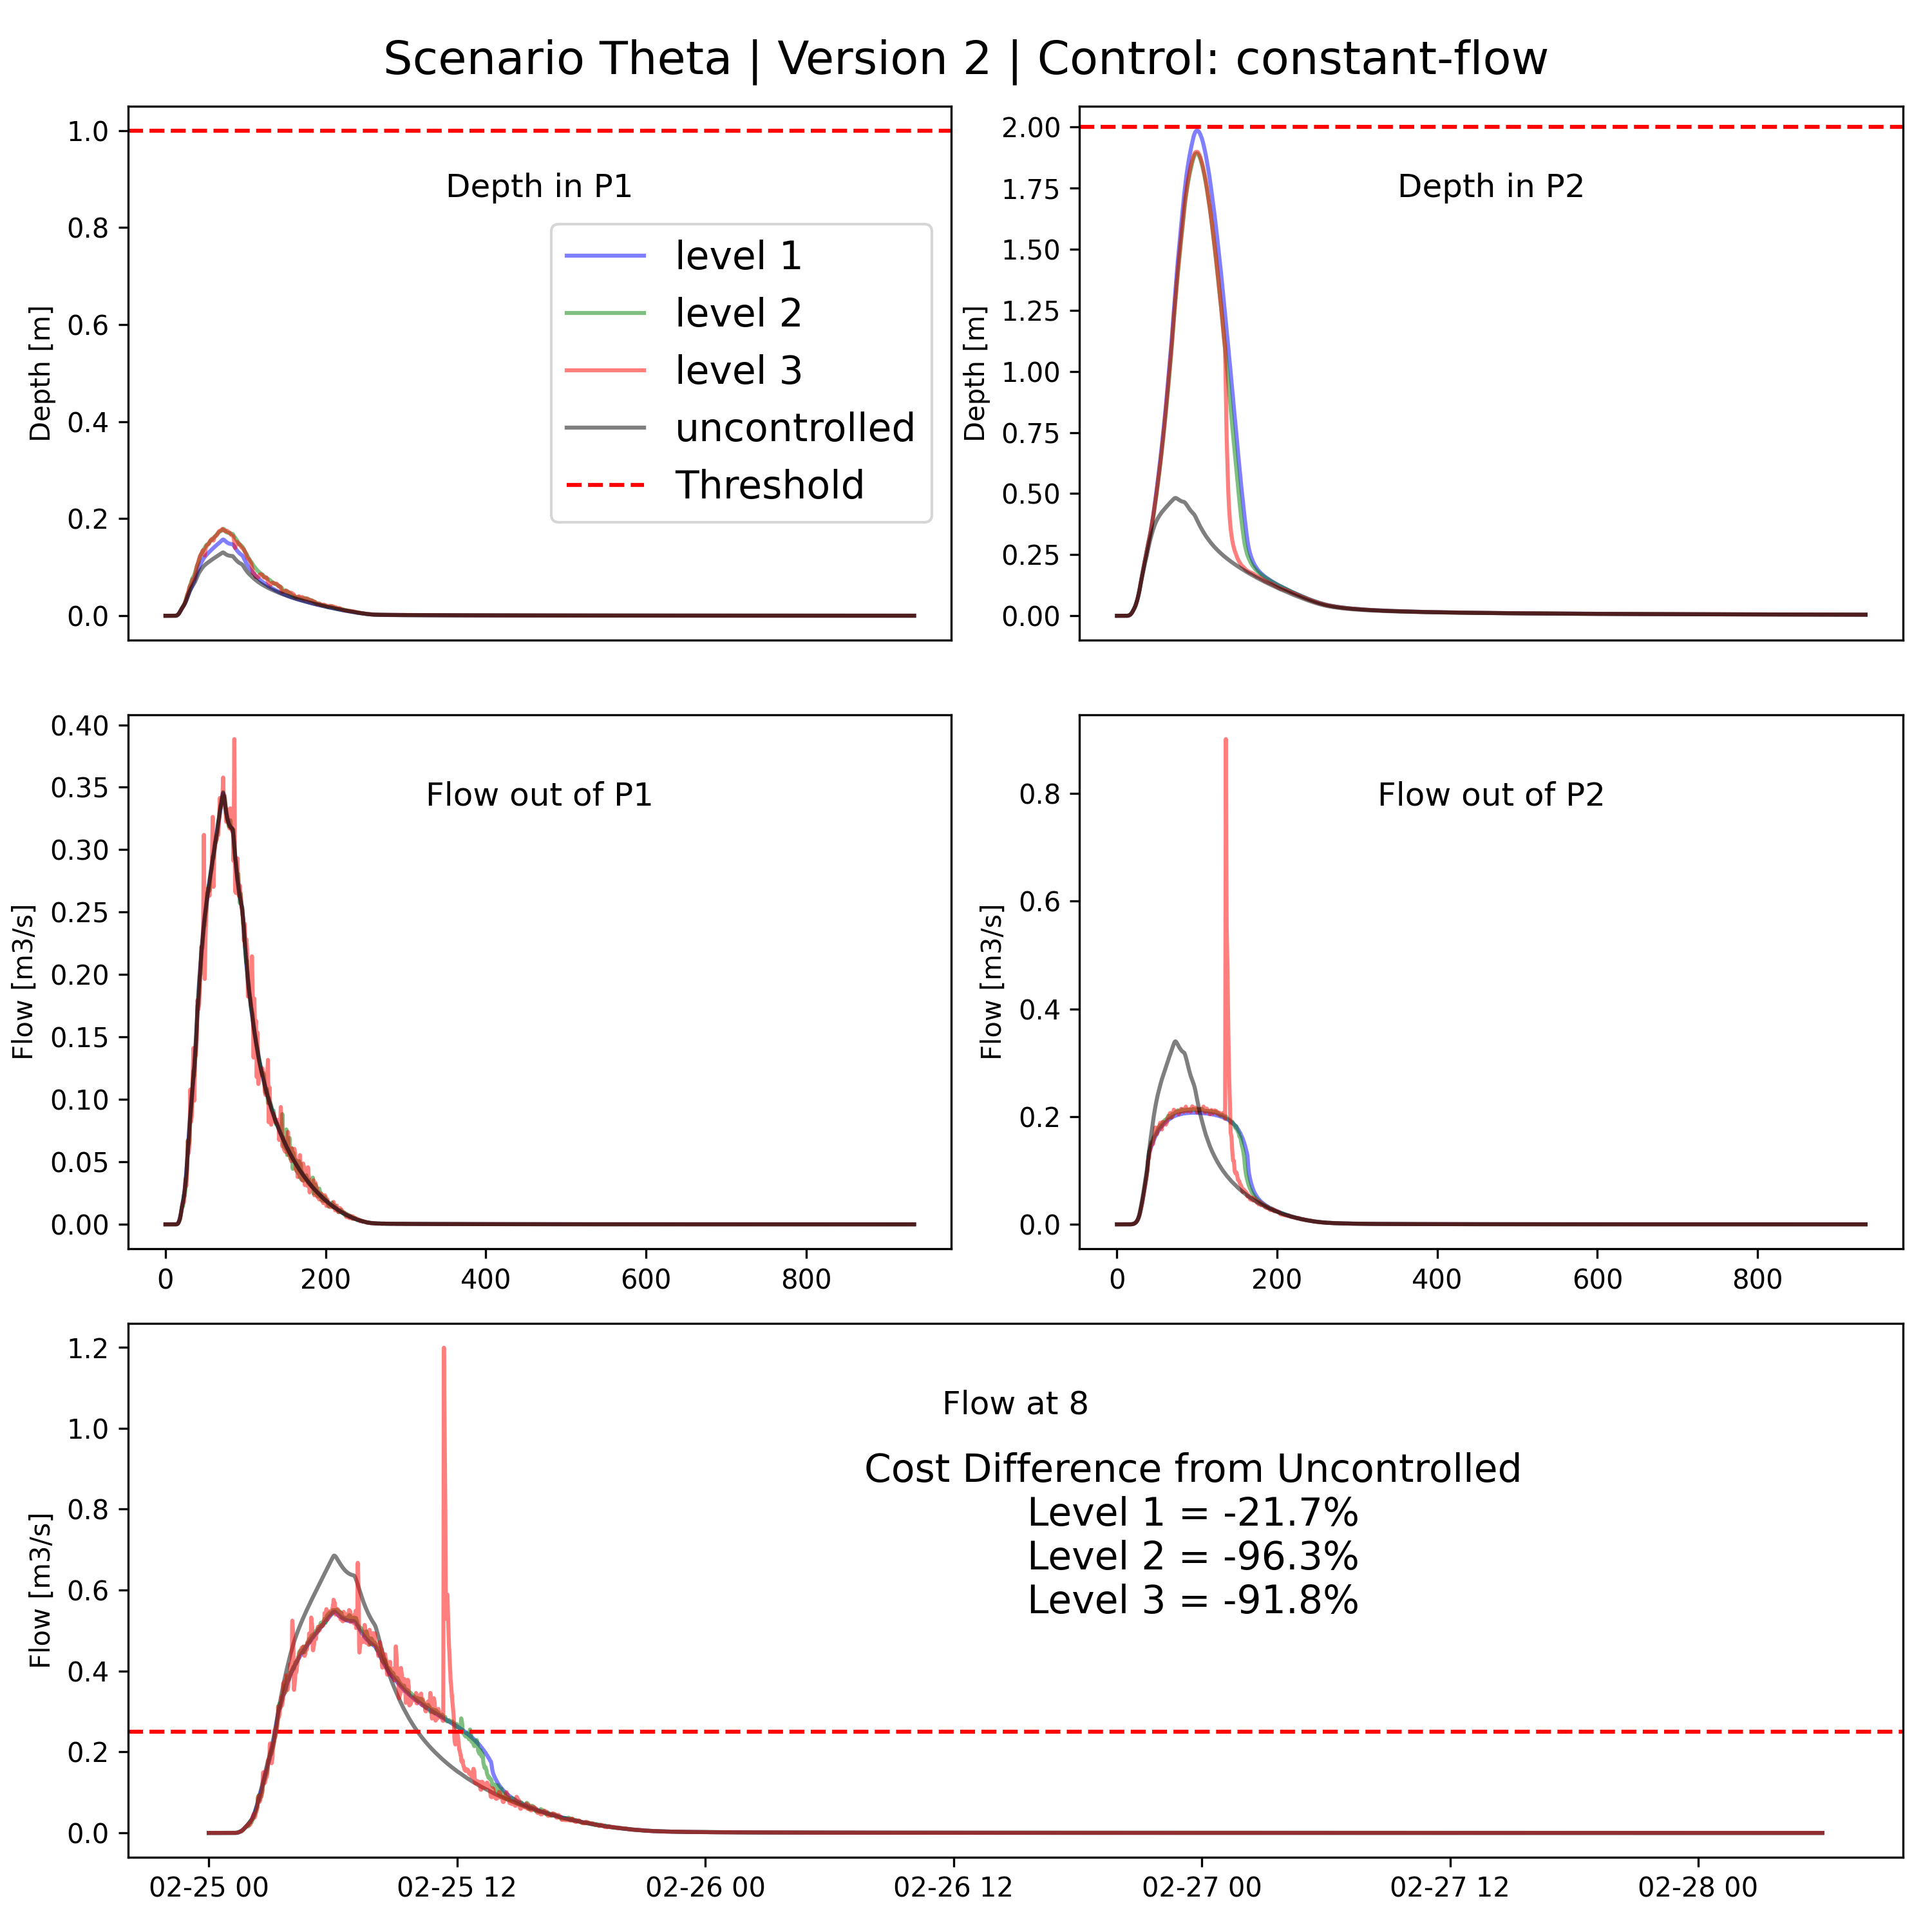 Scenario Theta | Version 2 | Control: constant-flow
Depth in P1
Depth [m]
1.0
0.8
0.6
0.4
0.2
0.0
level 1
level 2
level 3
uncontrolled
Threshold
Depth in P2
Depth [m]
2.00
1.75
1.50
1.25
1.00
0.75
0.50
0.25
0.00
Flow out of P1
Flow [m3/s]
0.40
0.35
0.30
0.25
0.20
0.15
0.10
0.05
0.00
0 200 400 600 800
Flow out of P2
Flow [m3/s]
0.8
0.6
0.4
0.2
0.0
0 200 400 600 800
Flow at 8
Cost Difference from Uncontrolled
Level 1 = -21.7%
Level 2 = -96.3%
Level 3 = -91.8%
Flow [m3/s]
1.2
1.0
0.8
0.6
0.4
0.2
0.0
02-25 00 02-25 12 02-26 00 02-26 12 02-27 00 02-27 12 02-28 00